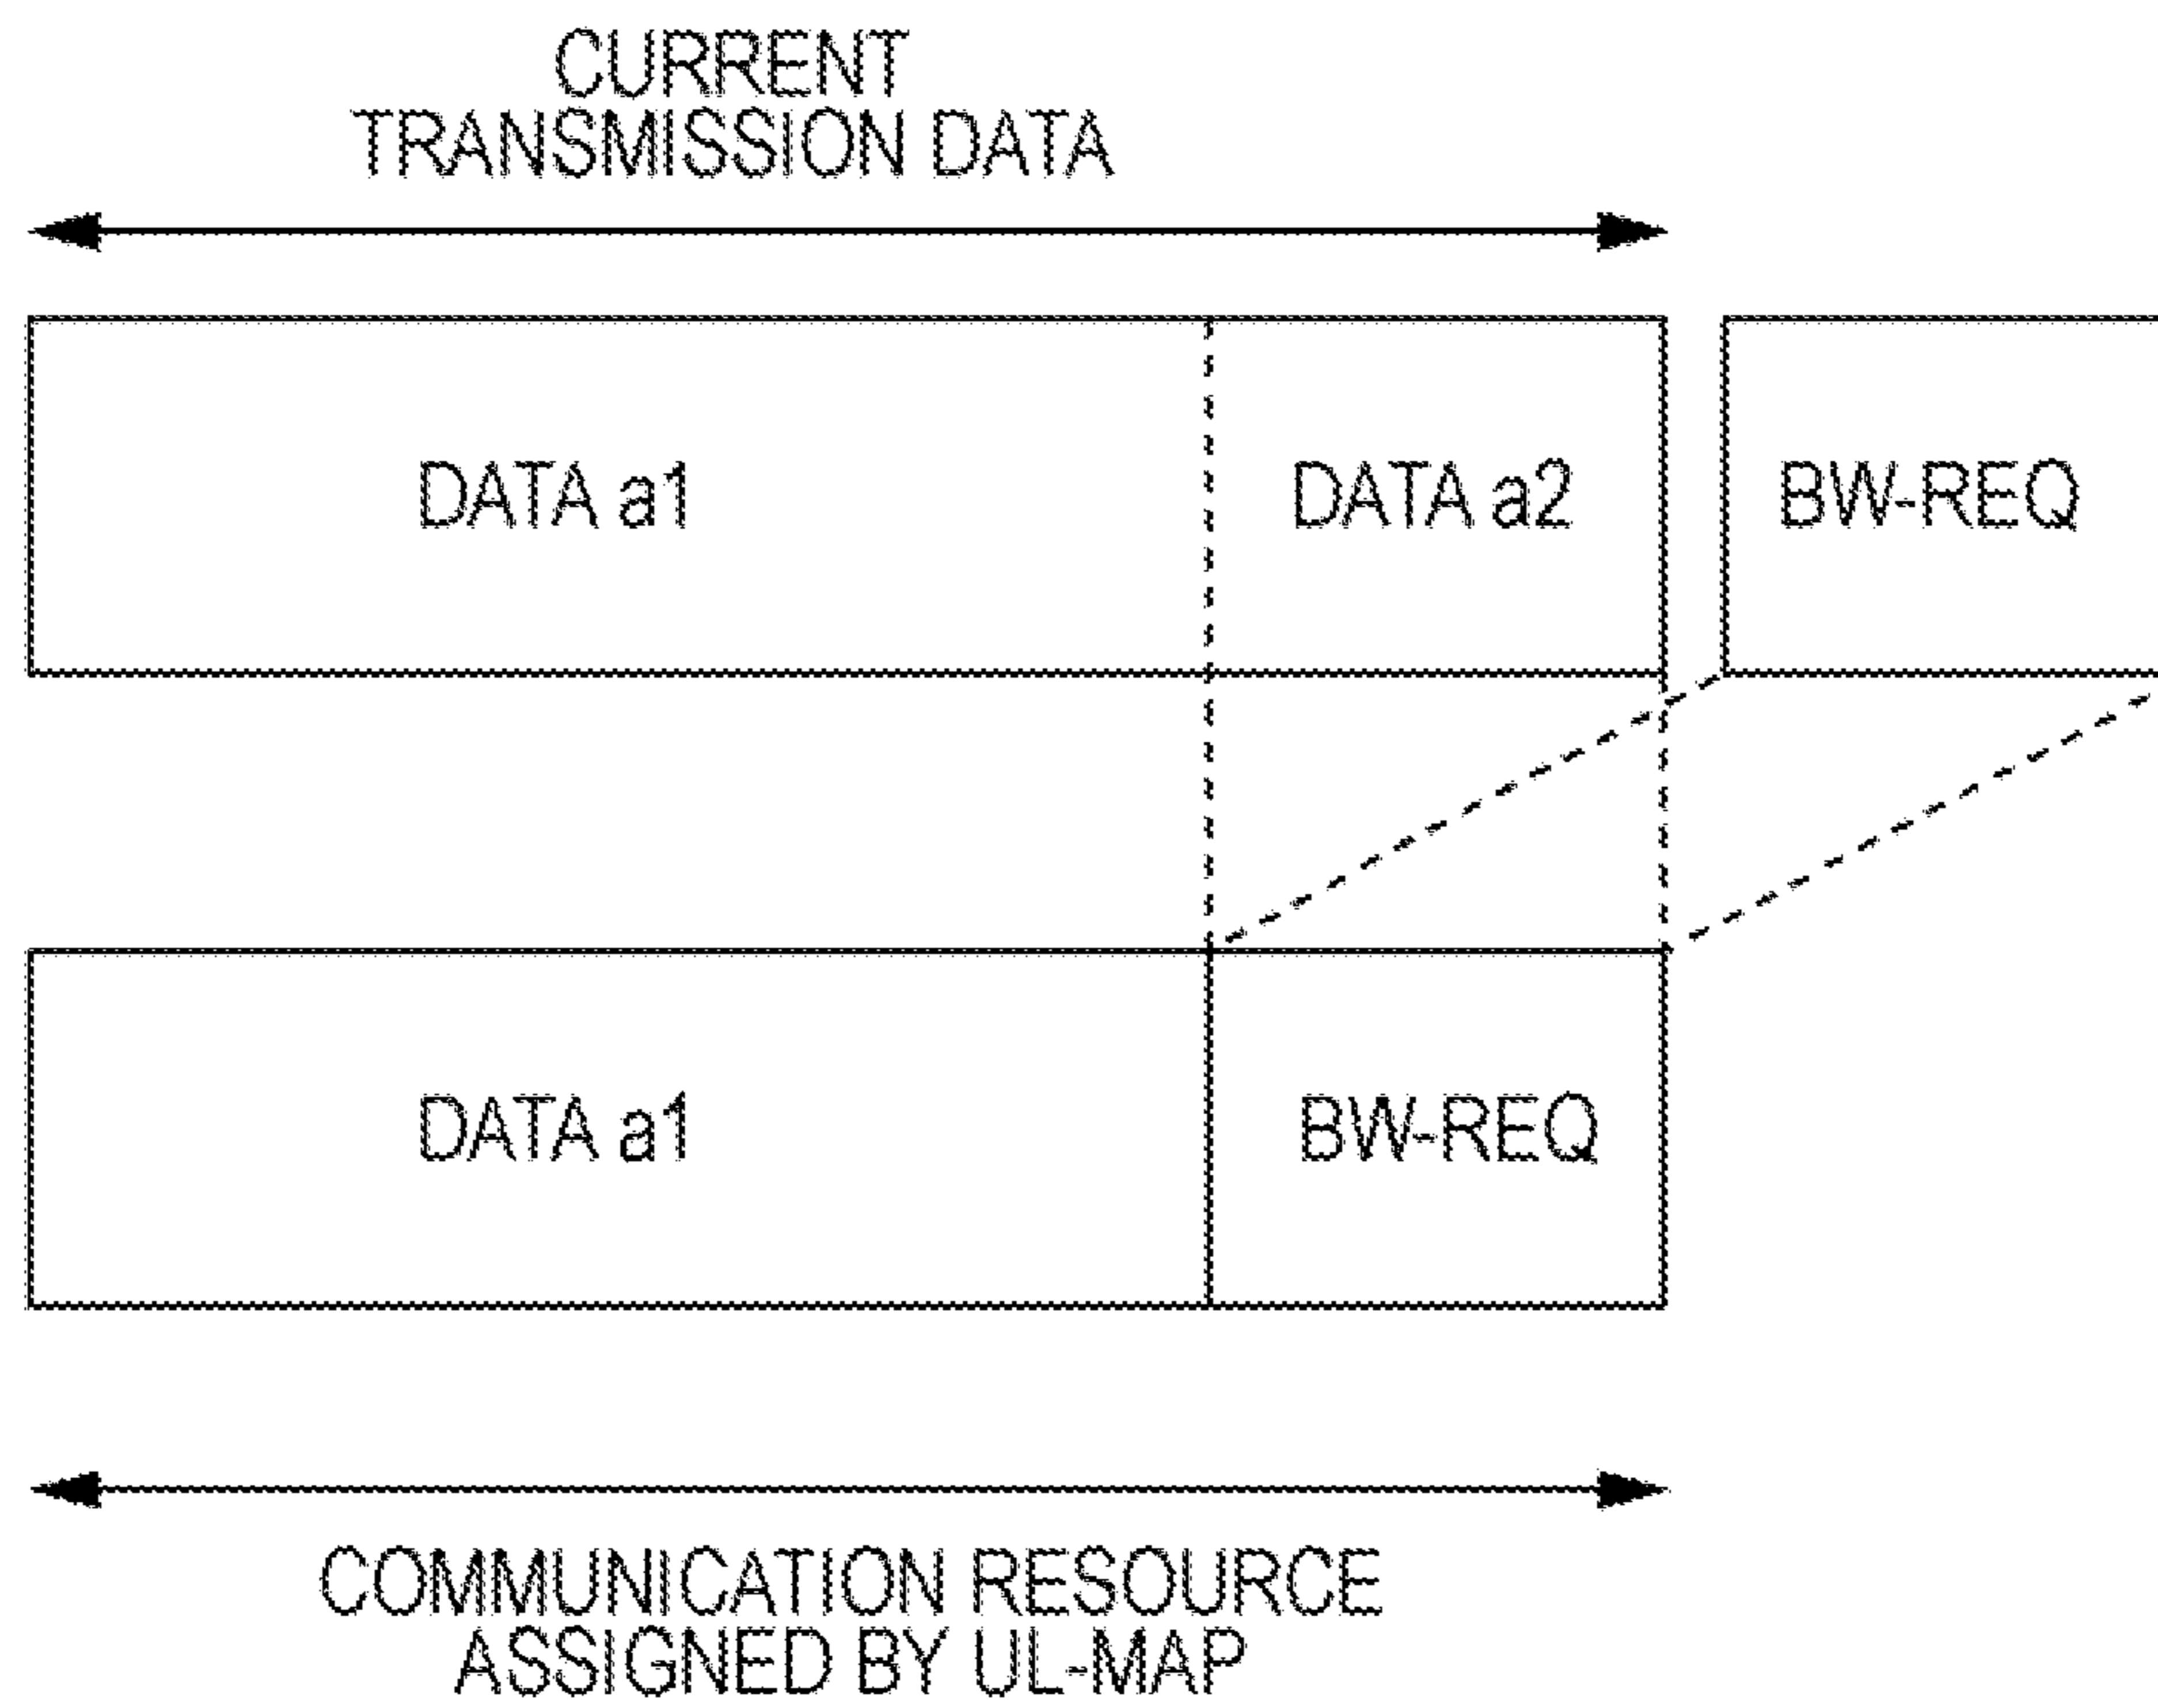 CURRENT
TRANSMISSION DATA
DATA a1
DATA a2
BW-REQ
DATA a1
BW-REQ
COMMUNICATION RESOURCE
ASSIGNED BY UL-MAP